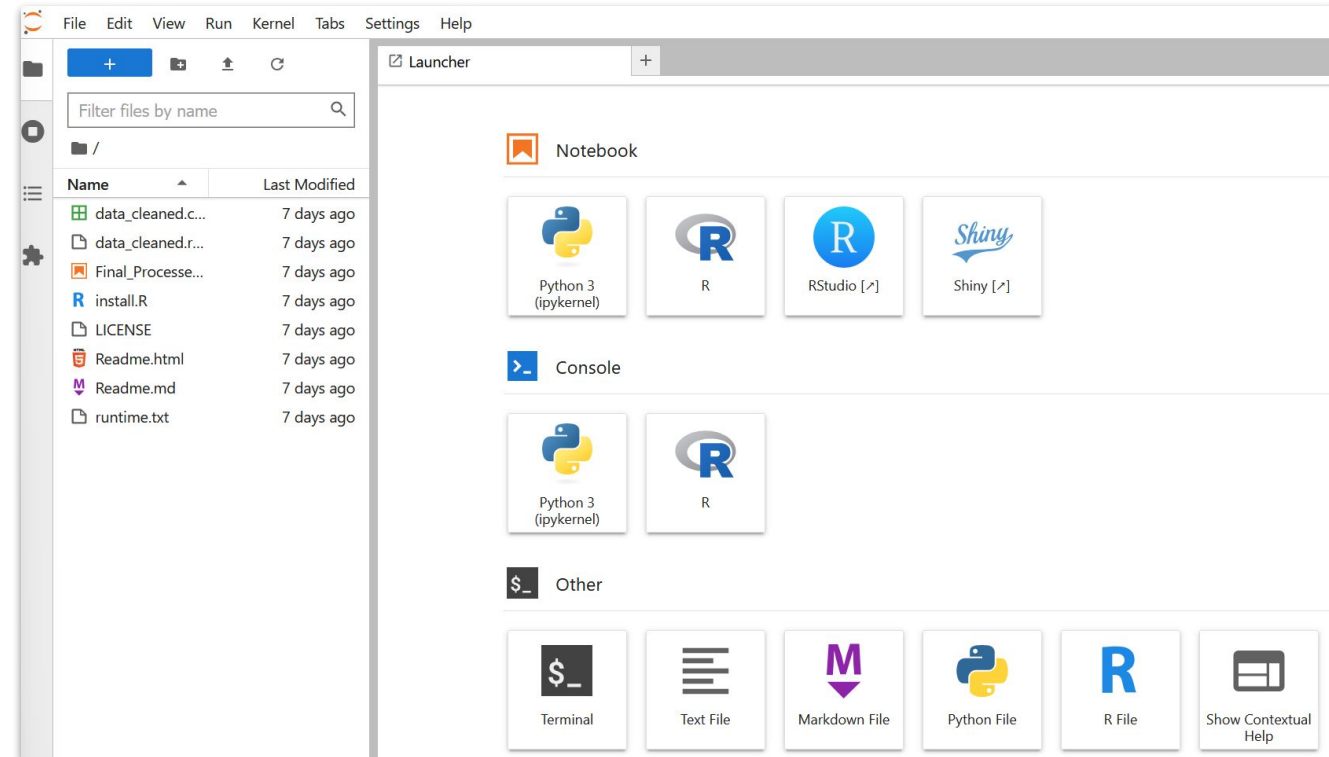 File Edit View Run Kernel Tabs Settings Help
+
Launcher
+
Filter files by name
/
Name Last Modified
data_cleaned.c... 7 days ago
data_cleaned.r... 7 days ago
Final_Processe... 7 days ago
R install.R 7 days ago
LICENSE 7 days ago
5 Readme.html 7 days ago
M Readme.md 7 days ago
runtime.txt 7 days ago
Notebook
Python 3
(ipykernel)
R
R
R
RStudio [↗]
Shiny
Shiny [↗]
>_ Console
Python 3
(ipykernel)
R
R
$_ Other
$_
Terminal
Text File
M
Markdown File
Python File
R
R File
Show Contextual
Help